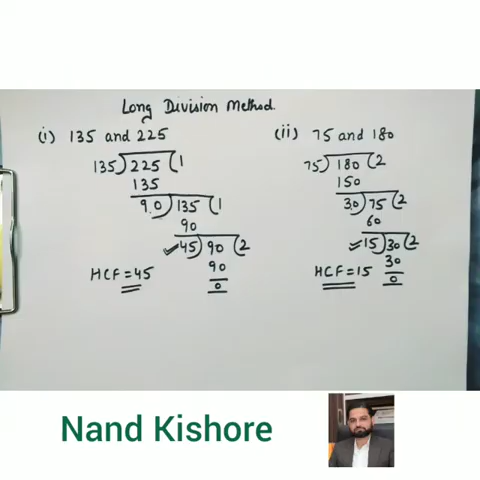 Long Division Method.
(i) 135 and 225
135) 225 (1
135
90) 135 (1
90
45) 90 (2
90
0
HCF = 45
(ii) 75 and 180
75) 180 (2
150
30) 75 (2
60
15) 30 (2
30
0
HCF = 15
Nand Kishore